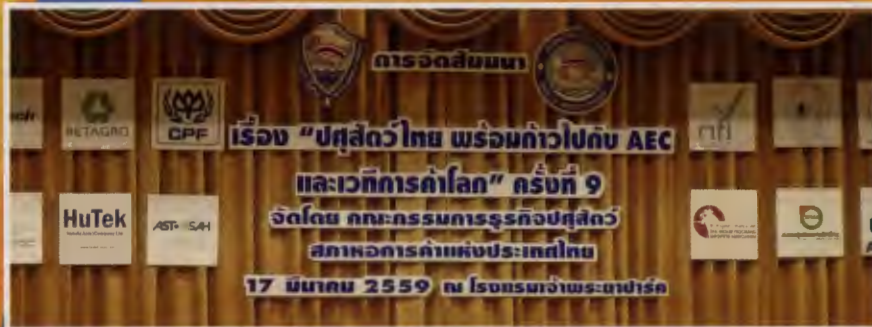 การจัดสัมมนา
เรื่อง "ปศุสัตว์ไทย พร้อมก้าวไปกับ AEC
และเวทีการค้าโลก" ครั้งที่ 9
จัดโดย คณะกรรมการธุรกิจปศุสัตว์
สภาหอการค้าแห่งประเทศไทย
17 มีนาคม 2559 ณ โรงแรมเจ้าพระยาปาร์ค
BETAGRO
CPF
HuTek